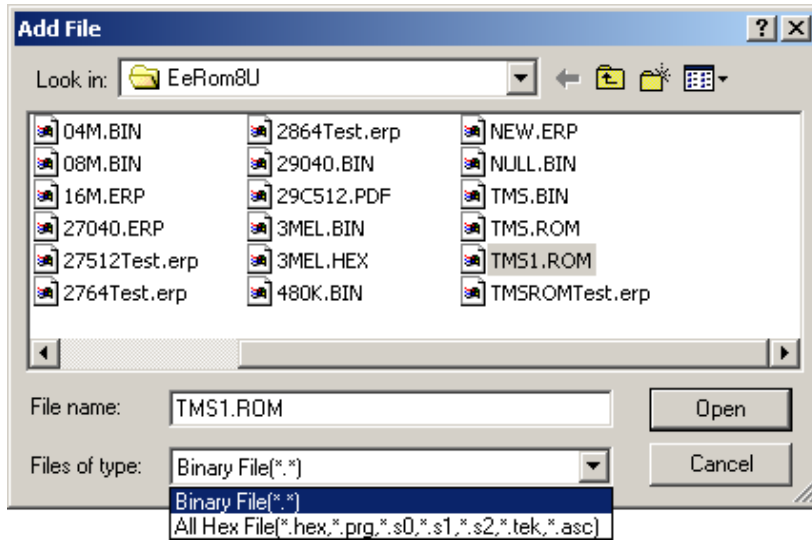 Add File
Look in: EeRom8U
04M.BIN 2864Test.erp NEW.ERP
08M.BIN 29040.BIN NULL.BIN
16M.ERP 29C512.PDF TMS.BIN
27040.ERP 3MEL.BIN TMS.ROM
27512Test.erp 3MEL.HEX TMS1.ROM
2764Test.erp 480K.BIN TMSROMTest.erp
File name: TMS1.ROM Open
Files of type: Binary File(*.*) Cancel
Binary File(*.*)
All Hex File(*.hex,*.prg,*.s0,*.s1,*.s2,*.tek,*.asc)